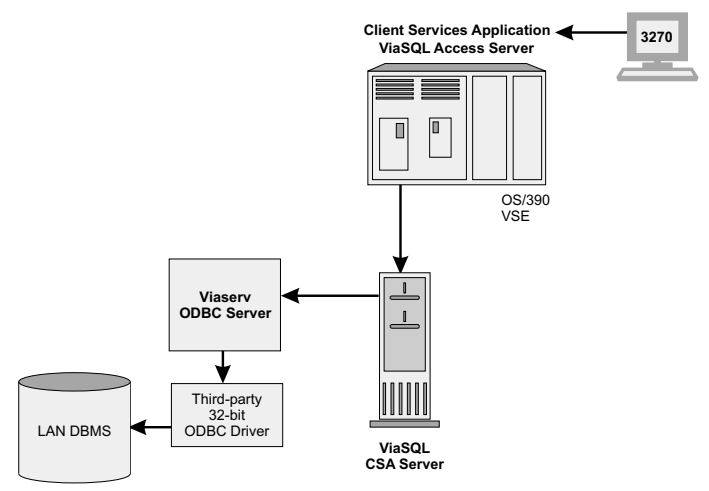 Client Services Application
ViaSQL Access Server
3270
OS/390
VSE
Viaserv
ODBC Server
Third-party
32-bit
ODBC Driver
LAN DBMS
ViaSQL
CSA Server